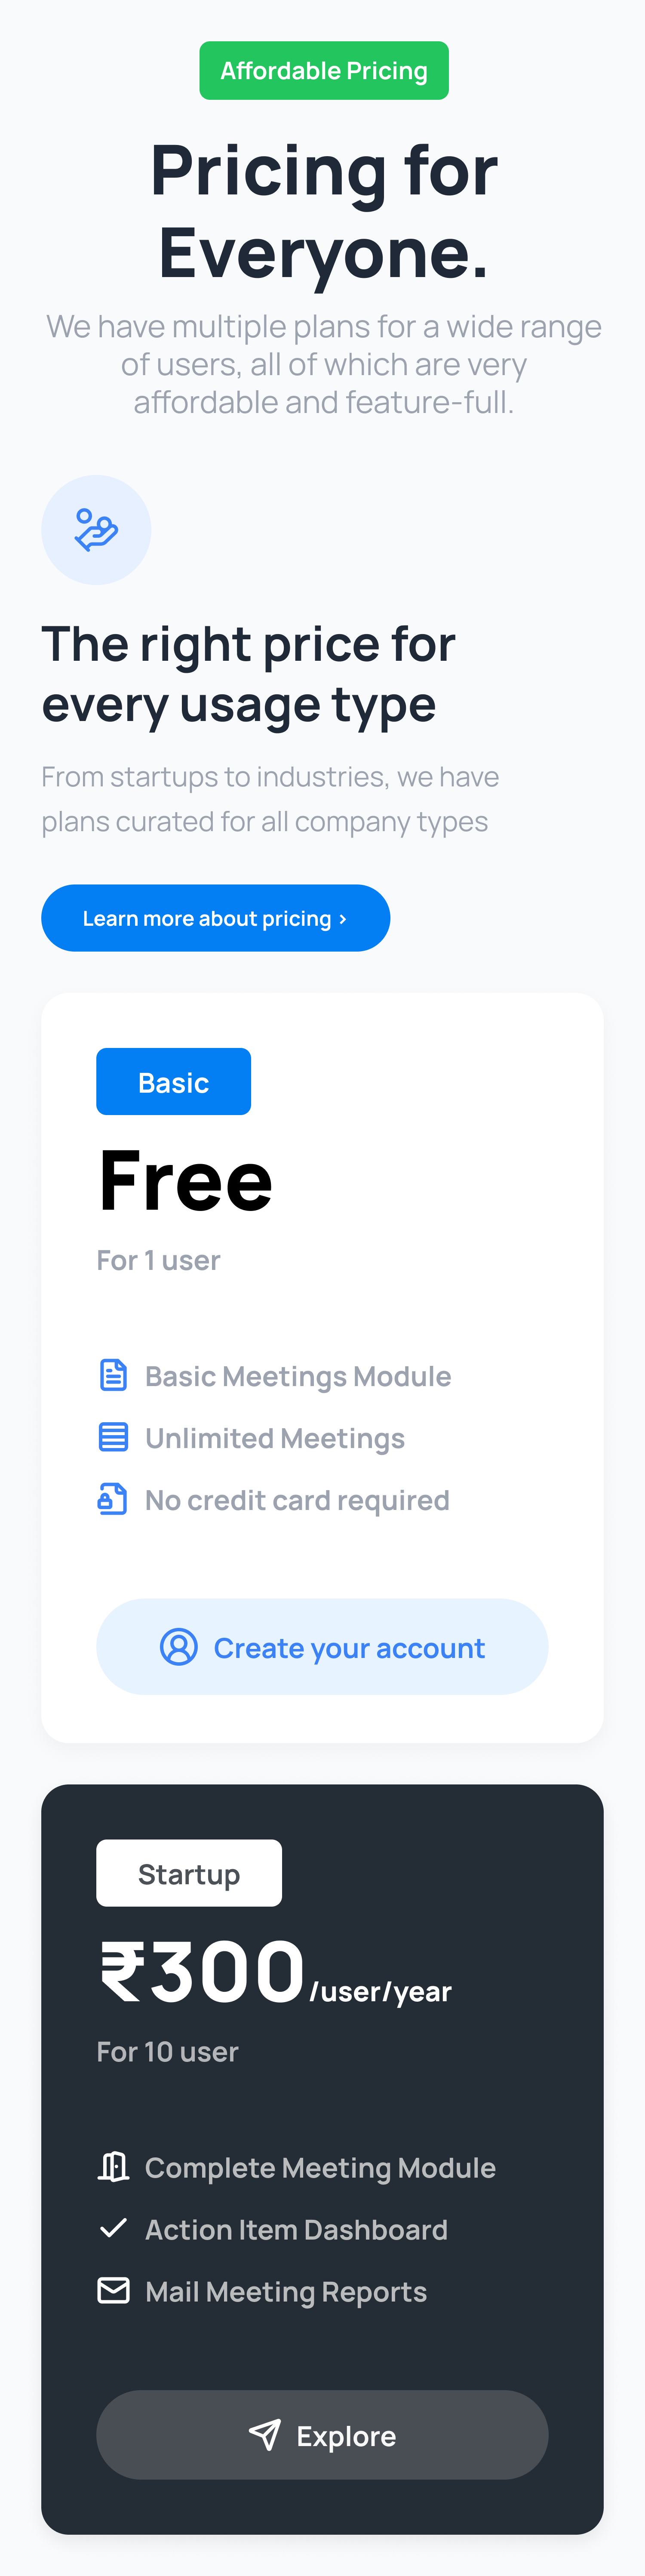 Affordable Pricing
Pricing for
Everyone.
We have multiple plans for a wide range
of users, all of which are very
affordable and feature-full.
The right price for
every usage type
From startups to industries, we have
plans curated for all company types
Learn more about pricing ›
Basic
Free
For 1 user
Basic Meetings Module
Unlimited Meetings
No credit card required
Create your account
Startup
₹300/user/year
For 10 user
Complete Meeting Module
Action Item Dashboard
Mail Meeting Reports
Explore